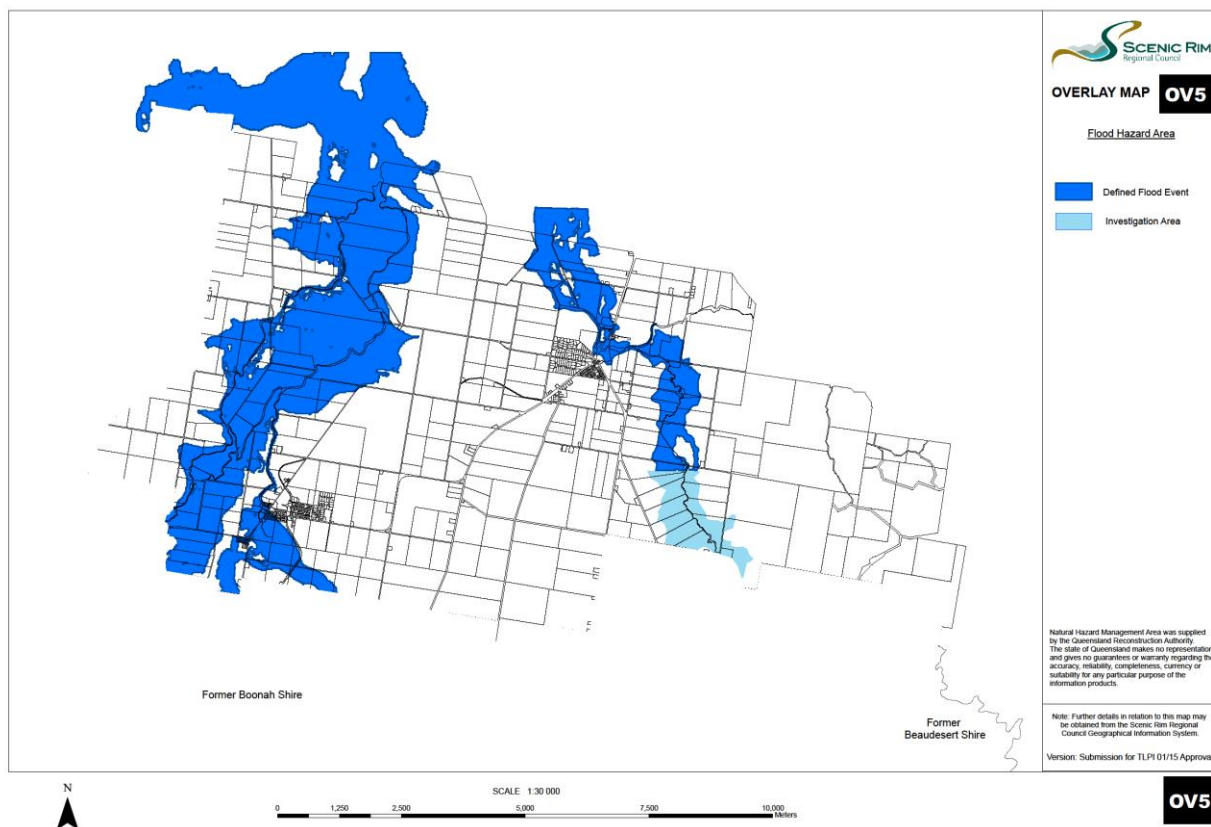 SCENIC RIM
Regional Council
OVERLAY MAP OV5
Flood Hazard Area
Defined Flood Event
Investigation Area
Natural Hazard Management Area was supplied
by the Queensland Reconstruction Authority.
The state of Queensland makes no representation
and gives no guarantees or warranty regarding the
accuracy, reliability, completeness, currency or
suitability for any particular purpose of the
information products.
Note: Further details in relation to this map may
be obtained from the Scenic Rim Regional
Council Geographical Information System.
Version: Submission for TLPI 01/15 Approval
Former Boonah Shire
Former
Beaudesert Shire
N
SCALE 1:30 000
0 1,250 2,500 5,000 7,500 10,000
Meters
OV5